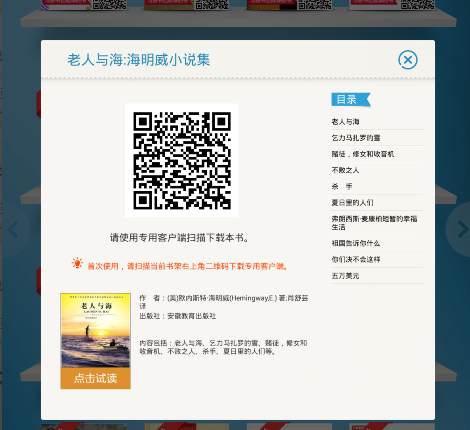 老人与海:海明威小说集
目录
老人与海
乞力马扎罗的雪
赌徒，修女和收音机
不败之人
杀　手
夏日里的人们
弗朗西斯·麦康柏短暂的幸福
生活
祖国告诉你什么
你们决不会这样
五万美元
请使用专用客户端扫描下载本书。
首次使用，请扫描当前书架右上角二维码下载专用客户端。
老人与海
点击试读
作　者：(美)欧内斯特·海明威(Hemingway,E.) 著;肖舒芸
译
出版社：安徽教育出版社
内容包括：老人与海、乞力马扎罗的雪、赌徒，修女和
收音机、不败之人、杀手、夏日里的人们等。